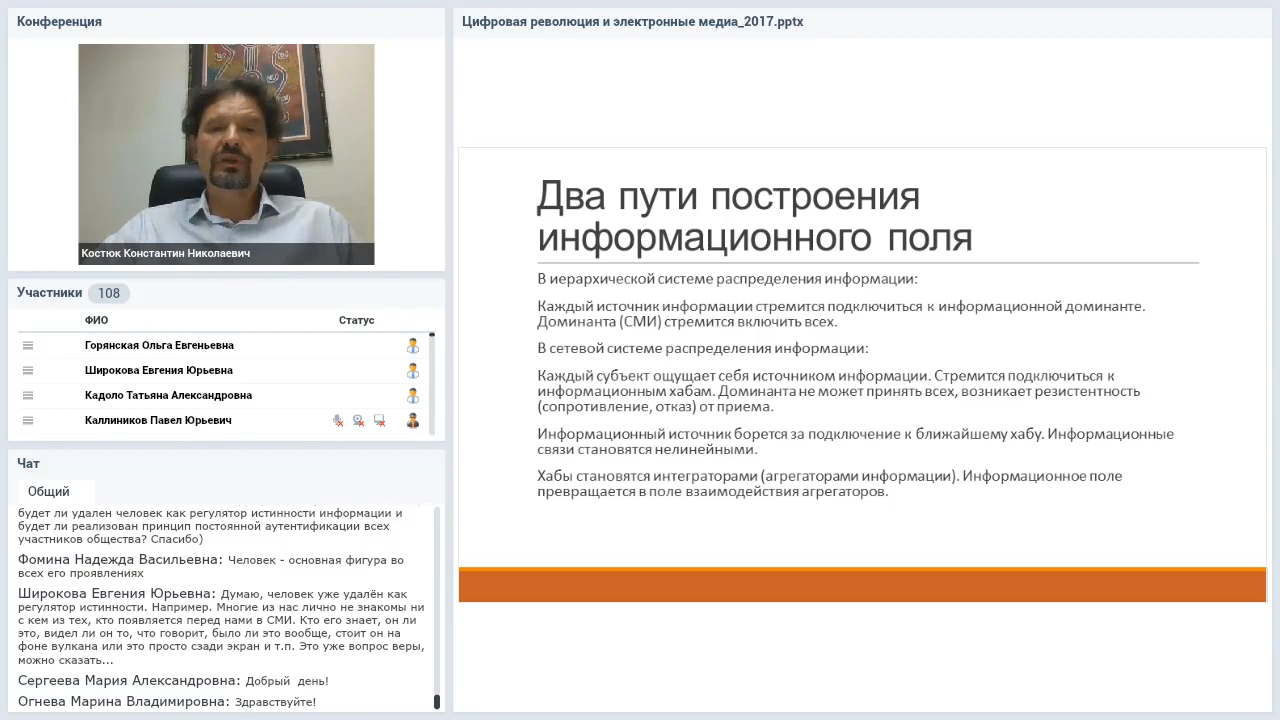 Конференция
Костюк Константин Николаевич
Участники 108
ФИО Статус
Горянская Ольга Евгеньевна
Широкова Евгения Юрьевна
Кадоло Татьяна Александровна
Каллиников Павел Юрьевич
Чат
Общий
будет ли удален человек как регулятор истинности информации и
будет ли реализован принцип постоянной аутентификации всех
участников общества? Спасибо)
Фомина Надежда Васильевна: Человек - основная фигура во
всех его проявлениях
Широкова Евгения Юрьевна: Думаю, человек уже удалён как
регулятор истинности. Например. Многие из нас лично не знакомы ни
с кем из тех, кто появляется перед нами в СМИ. Кто его знает, он ли
это, видел ли он то, что говорит, было ли это вообще, стоит он на
фоне вулкана или это просто сзади экран и т.п. Это уже вопрос веры,
можно сказать...
Сергеева Мария Александровна: Добрый день!
Огнева Марина Владимировна: Здравствуйте!
Цифровая революция и электронные медиа_2017.pptx
Два пути построения
информационного поля
В иерархической системе распределения информации:
Каждый источник информации стремится подключиться к информационной доминанте.
Доминанта (СМИ) стремится включить всех.
В сетевой системе распределения информации:
Каждый субъект ощущает себя источником информации. Стремится подключиться к
информационным хабам. Доминанта не может принять всех, возникает резистентность
(сопротивление, отказ) от приема.
Информационный источник борется за подключение к ближайшему хабу. Информационные
связи становятся нелинейными.
Хабы становятся интеграторами (агрегаторами информации). Информационное поле
превращается в поле взаимодействия агрегаторов.